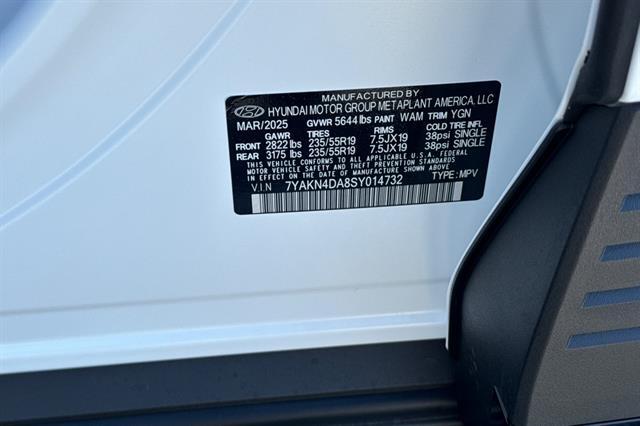 MANUFACTURED BY
HYUNDAI MOTOR GROUP METAPLANT AMERICA, LLC
MAR/2025 GVWR 5644 lbs PAINT WAM TRIM YGN
TIRES RIMS COLD TIRE INFL
FRONT 2822 lbs 235/55R19 7.5JX19 38psi SINGLE
REAR 3175 lbs 235/55R19 7.5JX19 38psi SINGLE
THIS VEHICLE CONFORMS TO ALL APPLICABLE U.S. FEDERAL
MOTOR VEHICLE SAFETY AND THEFT PREVENTION STANDARDS
IN EFFECT ON THE DATE OF MANUFACTURE SHOWN ABOVE.
V.I.N 7YAKN4DA8SY014732 TYPE: MPV